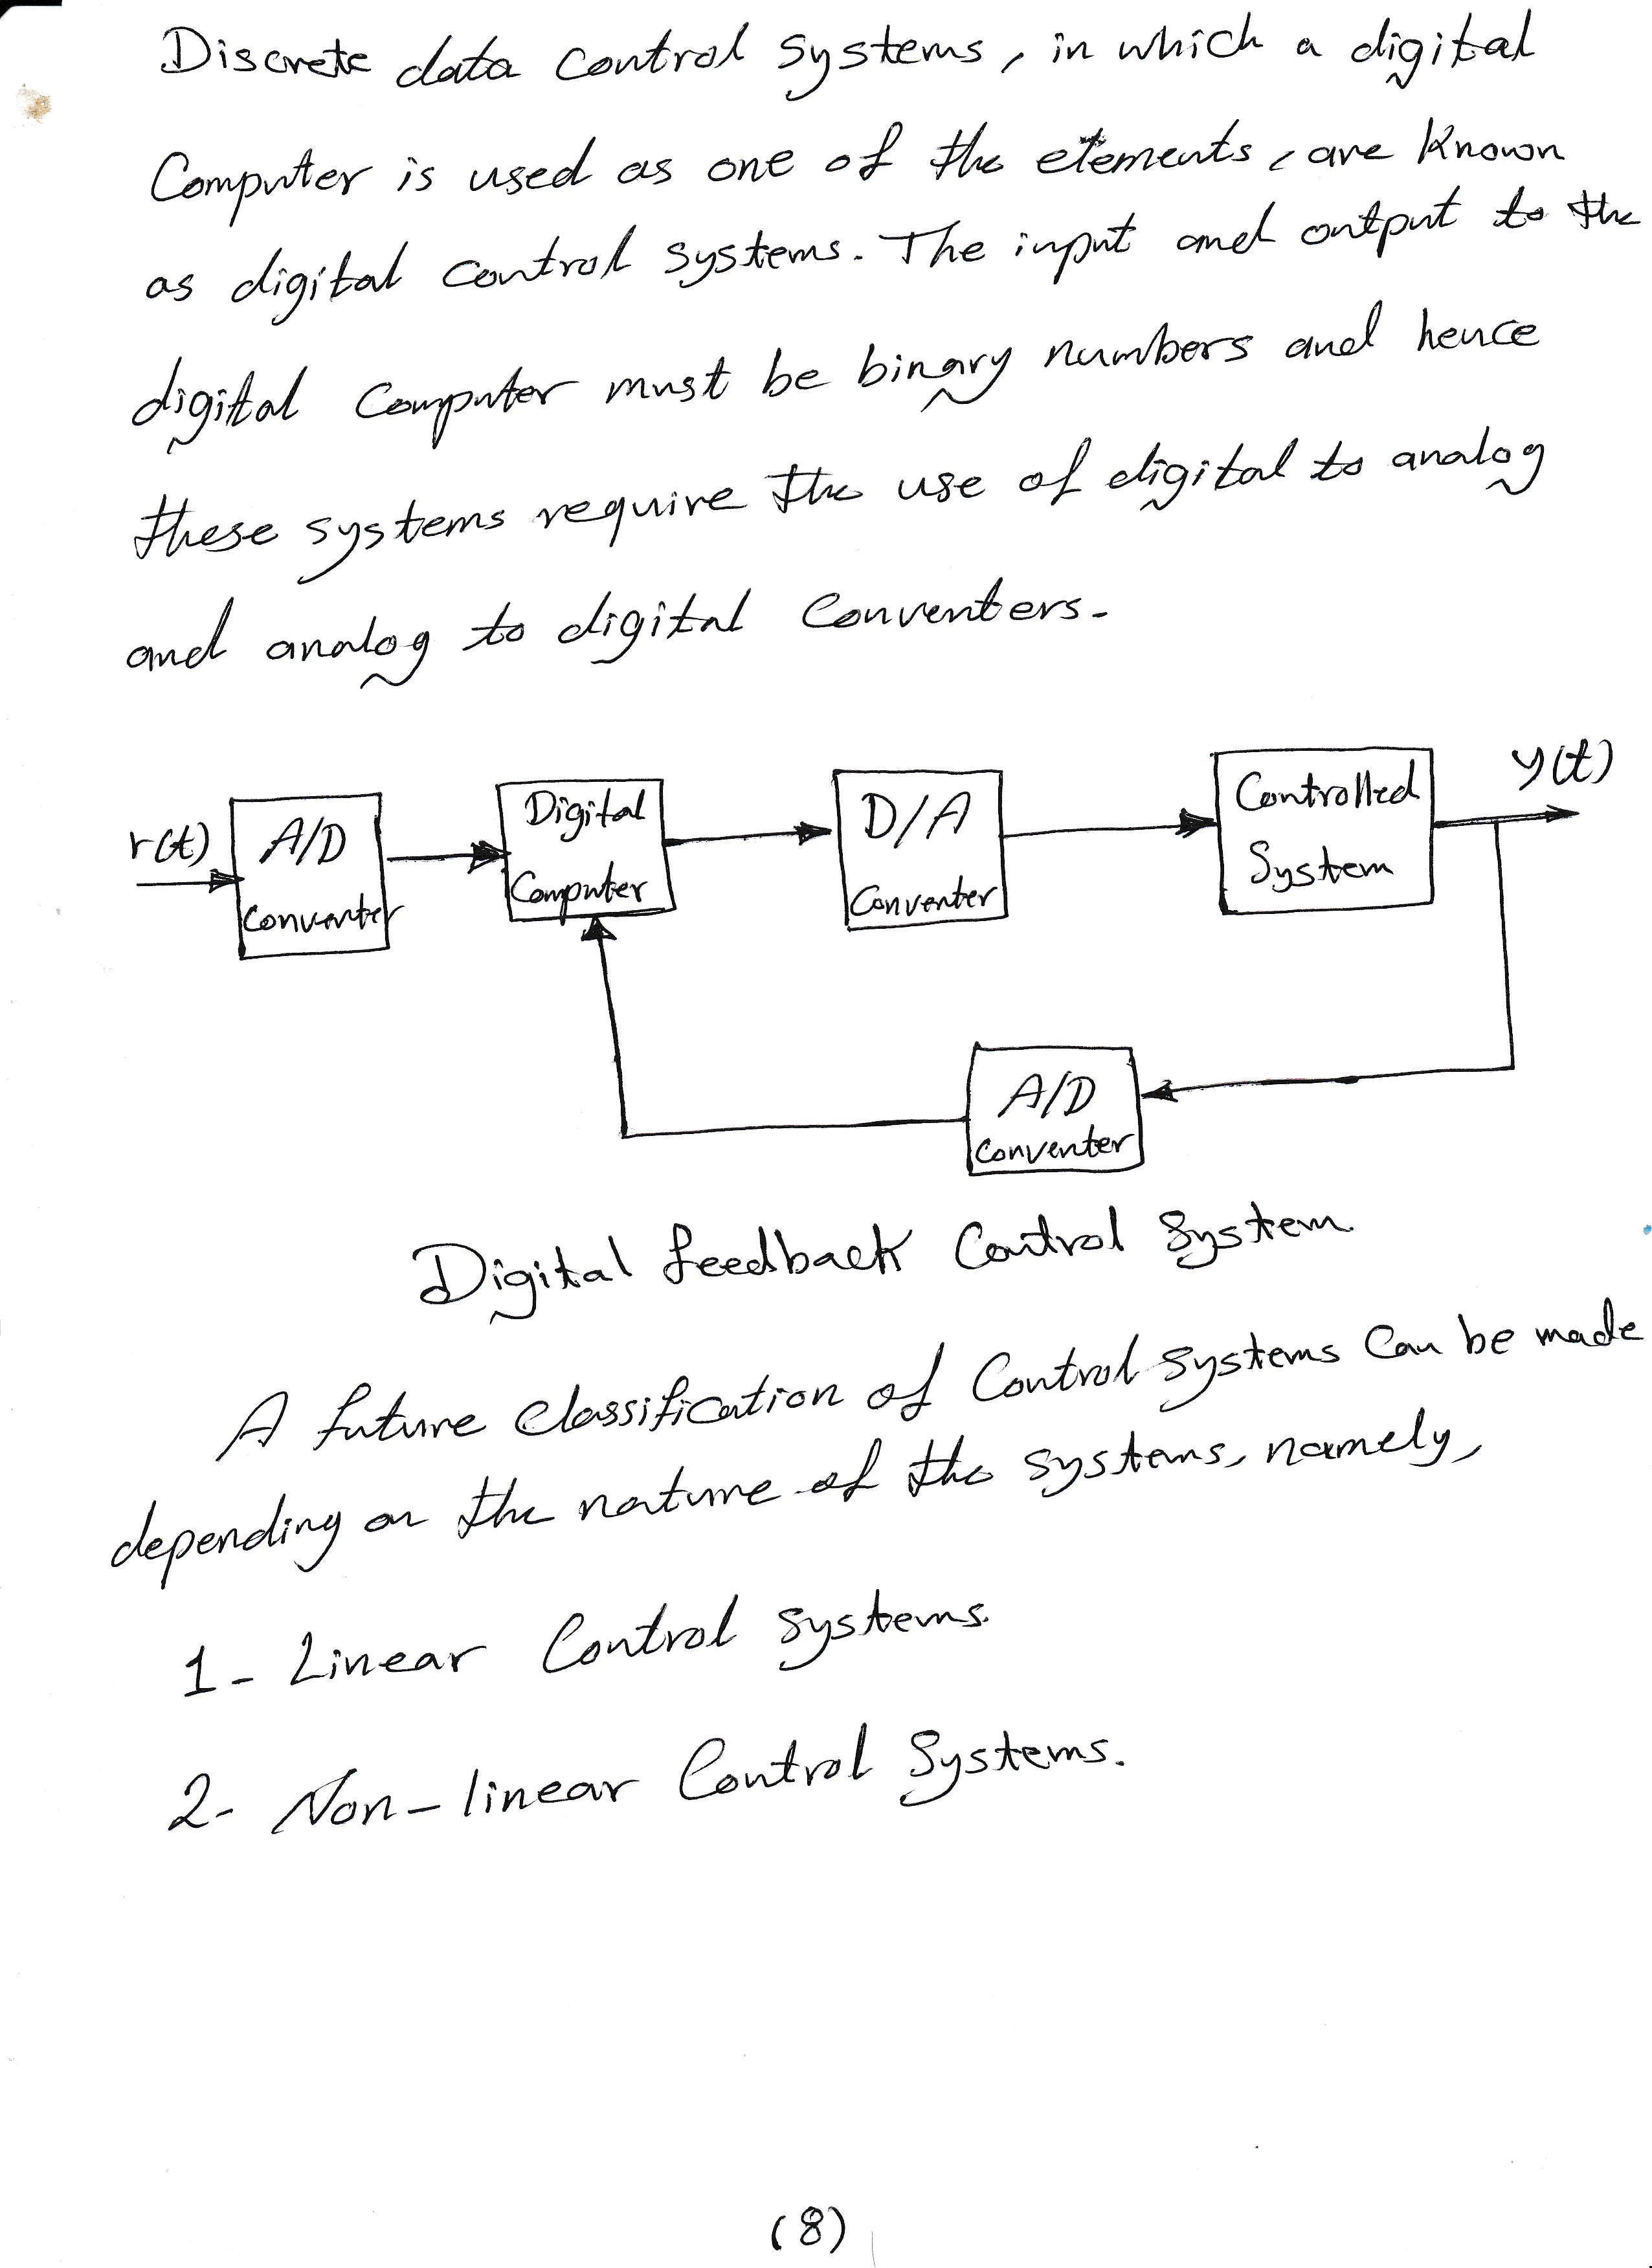 Discrete data control systems, in which a digital
Computer is used as one of the elements, are Known
as digital control systems. The input and output to the
digital Computer must be binary numbers and hence
these systems require the use of digital to analog
and analog to digital Conventers.
r(t)
A/D
Conventer
Digital
Computer
D/A
Conventer
Controlled
System
y(t)
A/D
Conventer
Digital feedback Control System
A future classification of Control systems Can be made
depending on the nature of the systems, namely,
1- Linear Control systems.
2- Non-linear Control Systems.
(8)